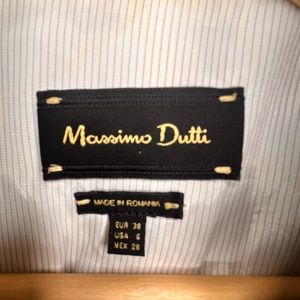 Massimo Dutti
MADE IN ROMANIA
EUR 38
USA 6
MEX 28